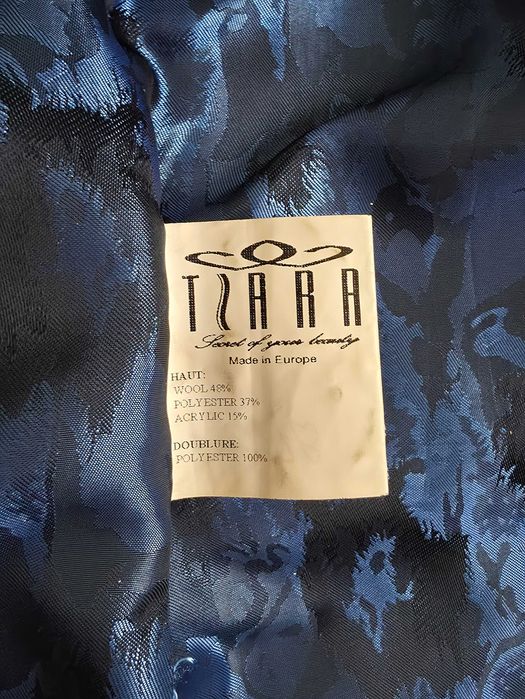 TIARA
Secret of your beauty
Made in Europe
HAUT:
WOOL 48%
POLYESTER 37%
ACRYLIC 15%
DOUBLURE:
POLYESTER 100%